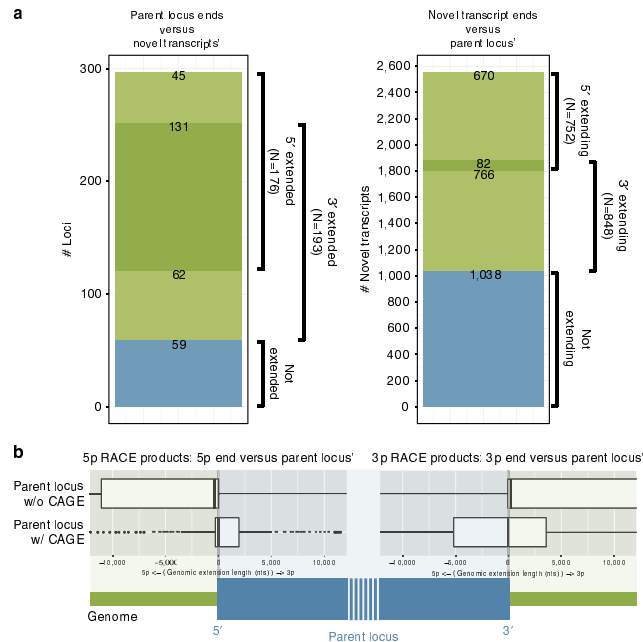 a
Parent locus ends
versus
novel transcripts'
Novel transcript ends
versus
parent locus'
# Loci
300
200
100
0
45
131
62
59
5′ extended
(N=176)
3′ extended
(N=193)
Not
extended
# Novel transcripts
2,600
2,400
2,200
2,000
1,800
1,600
1,400
1,200
1,000
800
600
400
200
0
670
82
766
1,038
5′ extending
(N=752)
3′ extending
(N=848)
Not
extending
b
5p RACE products: 5p end versus parent locus'
3p RACE products: 3p end versus parent locus'
Parent locus
w/o CAGE
Parent locus
w/ CAGE
−10,000 −5,000 0 5,000 10,000
−10,000 −5,000 0 5,000 10,000
5p <−− ( Genomic extension length (nts) ) −−> 3p
5p <−− ( Genomic extension length (nts) ) −−> 3p
Genome
5′
3′
Parent locus